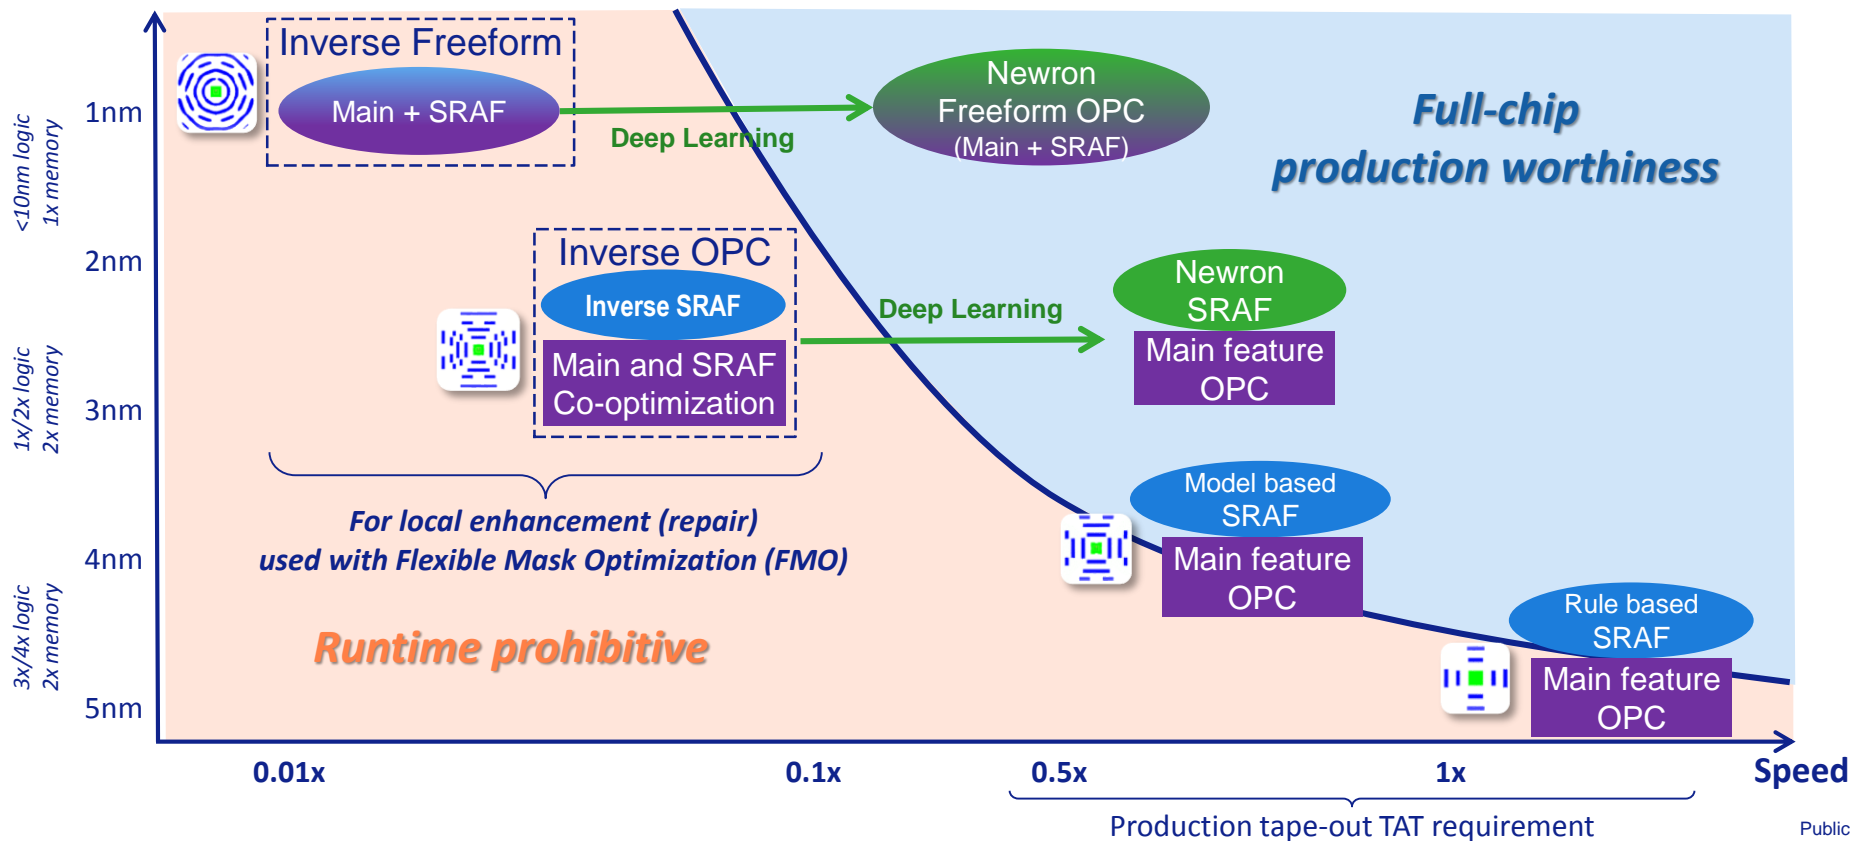 Inverse Freeform
Main + SRAF
Deep Learning
Newron
Freeform OPC
(Main + SRAF)
Full-chip
production worthiness
<10nm logic
1x memory
1nm
2nm
Inverse OPC
Inverse SRAF
Main and SRAF
Co-optimization
Deep Learning
Newron
SRAF
Main feature
OPC
1x/2x logic
2x memory
3nm
For local enhancement (repair)
used with Flexible Mask Optimization (FMO)
Model based
SRAF
Main feature
OPC
4nm
3x/4x logic
2x memory
Runtime prohibitive
Rule based
SRAF
Main feature
OPC
5nm
0.01x
0.1x
0.5x
1x
Speed
Production tape-out TAT requirement
Public